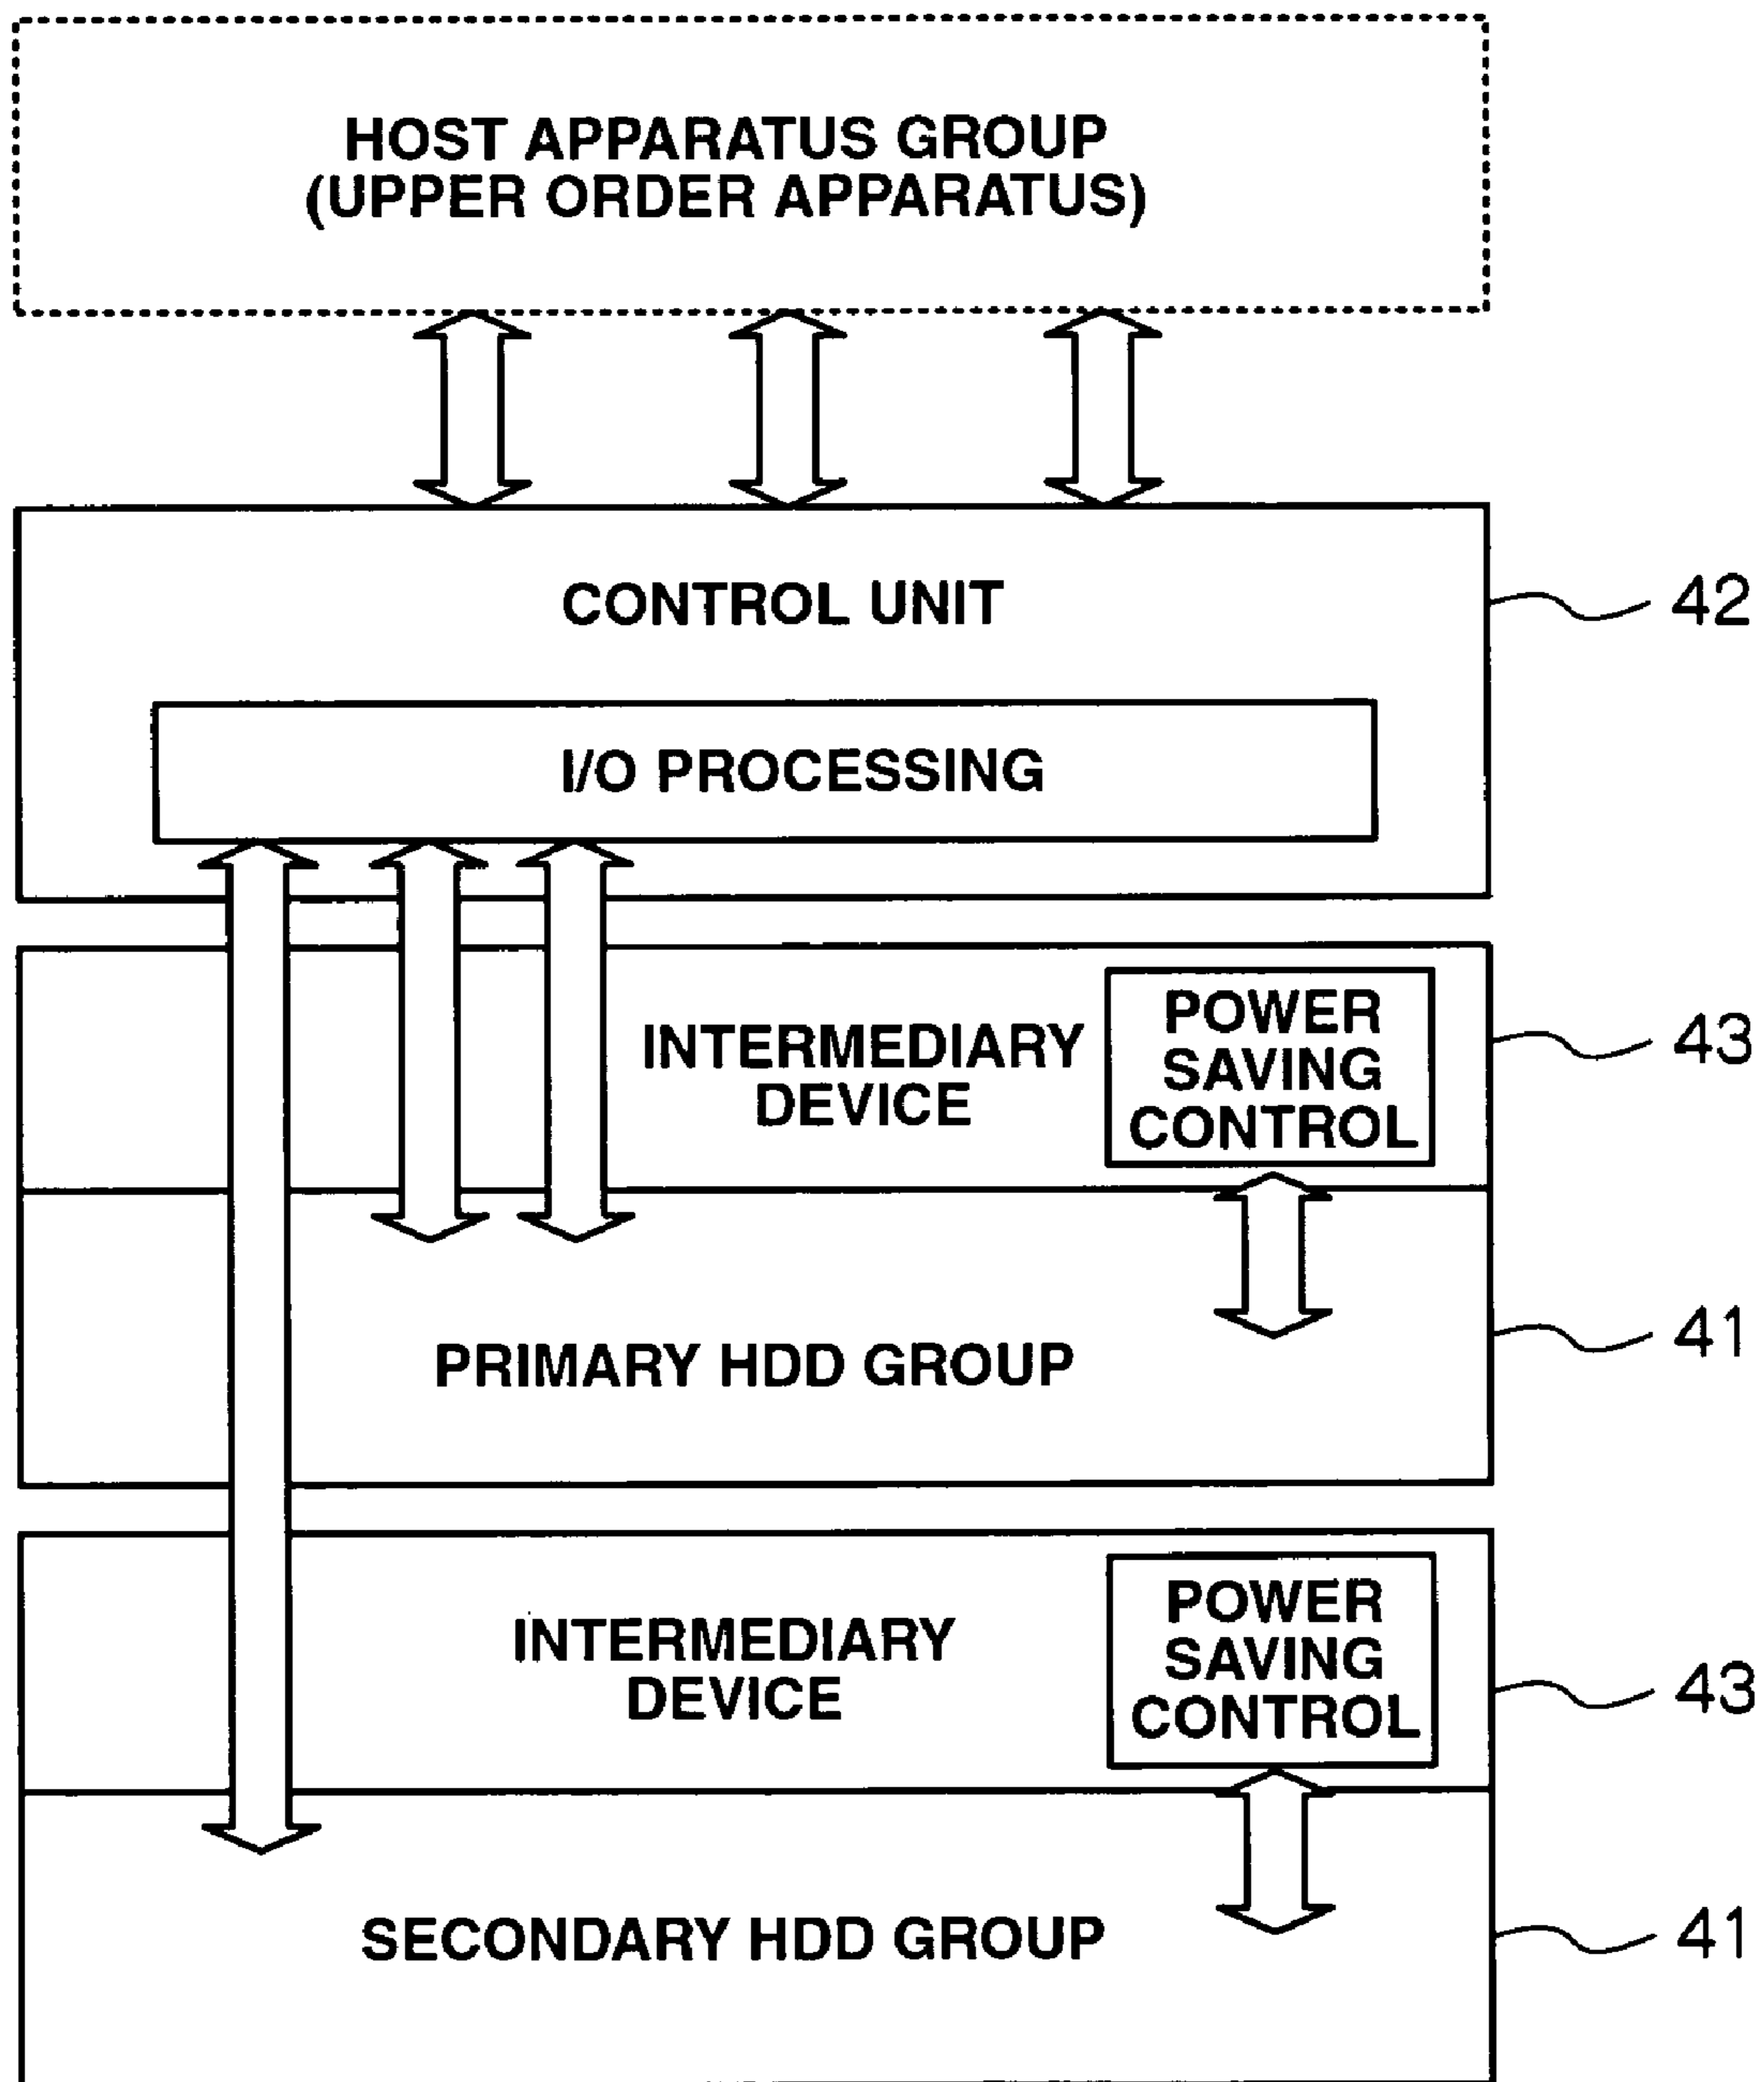 HOST APPARATUS GROUP
(UPPER ORDER APPARATUS)
CONTROL UNIT
42
I/O PROCESSING
INTERMEDIARY
DEVICE
POWER
SAVING
CONTROL
43
PRIMARY HDD GROUP
41
INTERMEDIARY
DEVICE
POWER
SAVING
CONTROL
43
SECONDARY HDD GROUP
41